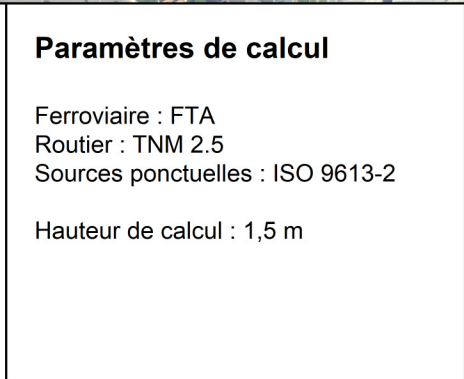 Paramètres de calcul
Ferroviaire : FTA
Routier : TNM 2.5
Sources ponctuelles : ISO 9613-2
Hauteur de calcul : 1,5 m